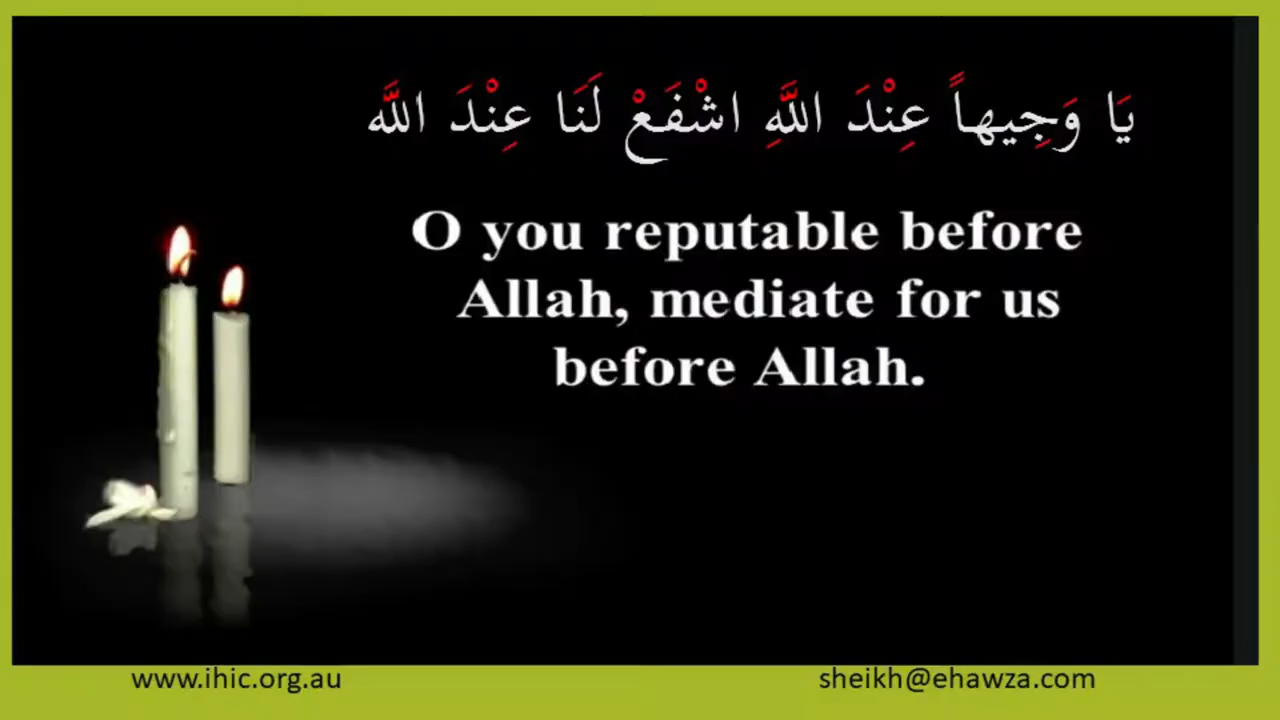 يَا وَجِيهاً عِنْدَ اللَّهِ اشْفَعْ لَنَا عِنْدَ اللَّه
O you reputable before
Allah, mediate for us
before Allah.
www.ihic.org.au
sheikh@ehawza.com